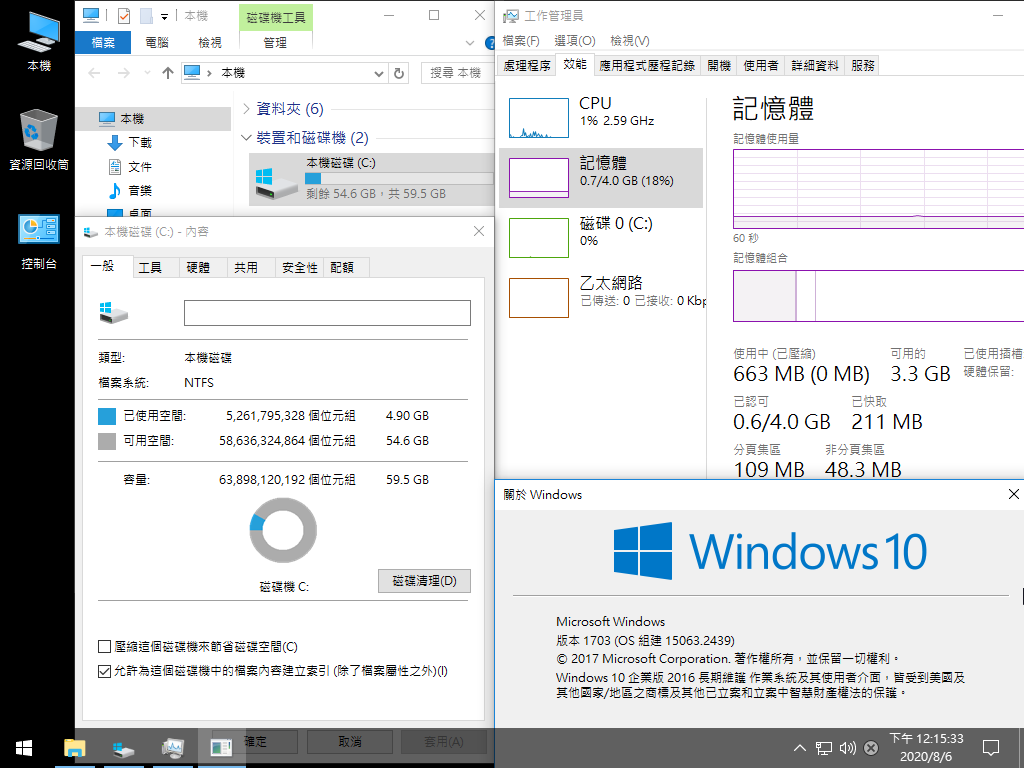 本機
資源回收筒
控制台
本機
磁碟機工具
檔案
電腦
檢視
管理
本機
搜尋 本機
本機
下載
文件
音樂
桌面
資料夾 (6)
裝置和磁碟機 (2)
本機磁碟 (C:)
剩餘 54.6 GB，共 59.5 GB
本機磁碟 (C:) - 內容
一般 工具 硬體 共用 安全性 配額
類型: 本機磁碟
檔案系統: NTFS
已使用空間: 5,261,795,328 個位元組 4.90 GB
可用空間: 58,636,324,864 個位元組 54.6 GB
容量: 63,898,120,192 個位元組 59.5 GB
磁碟機 C:
磁碟清理(D)
壓縮這個磁碟機來節省磁碟空間(C)
允許為這個磁碟機中的檔案內容建立索引 (除了檔案屬性之外)(I)
確定 取消 套用(A)
工作管理員
檔案(F) 選項(O) 檢視(V)
處理程序 效能 應用程式歷程記錄 開機 使用者 詳細資料 服務
CPU
1% 2.59 GHz
記憶體
0.7/4.0 GB (18%)
磁碟 0 (C:)
0%
乙太網路
已傳送: 0 已接收: 0 Kbp
記憶體
記憶體使用量
60 秒
記憶體組合
使用中 (已壓縮) 可用的 已使用插槽
663 MB (0 MB) 3.3 GB 硬體保留:
已認可 已快取
0.6/4.0 GB 211 MB
分頁集區 非分頁集區
109 MB 48.3 MB
關於 Windows
Windows 10
Microsoft Windows
版本 1703 (OS 組建 15063.2439)
© 2017 Microsoft Corporation. 著作權所有，並保留一切權利。
Windows 10 企業版 2016 長期維護 作業系統及其使用者介面，皆受到美國及
其他國家/地區之商標及其他已立案和立案中智慧財產權法的保護。
下午 12:15:33
2020/8/6